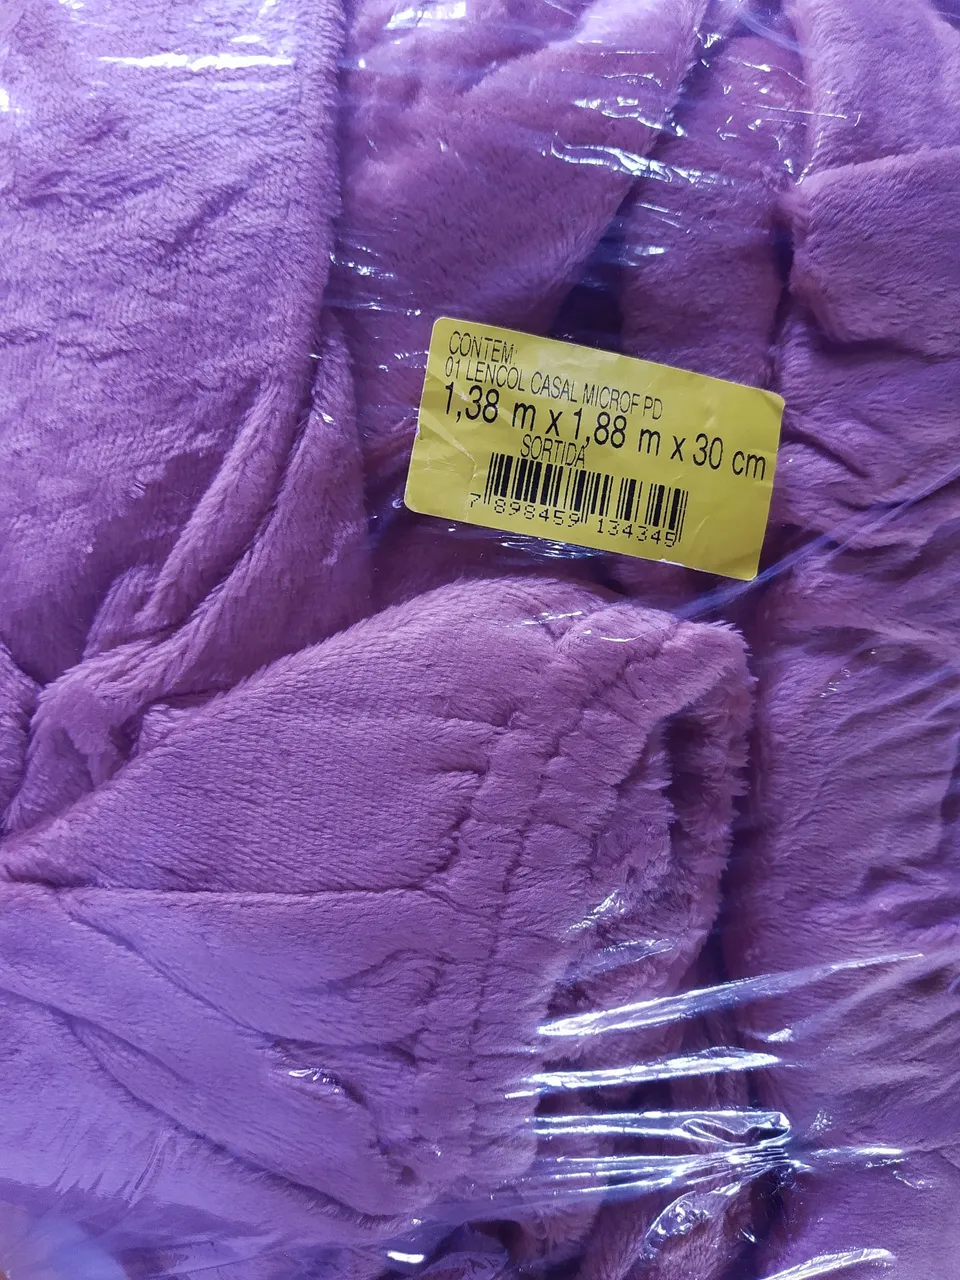 CONTEM:
01 LENCOL CASAL MICROF PD
1,38 m x 1,88 m x 30 cm
SORTIDA
7 898459 134345